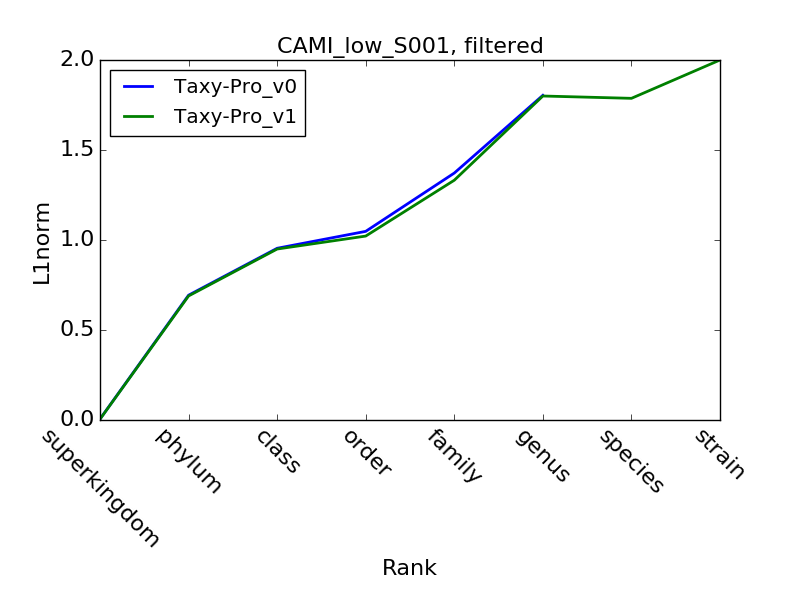 CAMI_low_S001, filtered
Taxy-Pro_v0
Taxy-Pro_v1
2.0
1.5
1.0
0.5
0.0
L1norm
superkingdom
phylum
class
order
family
genus
species
strain
Rank